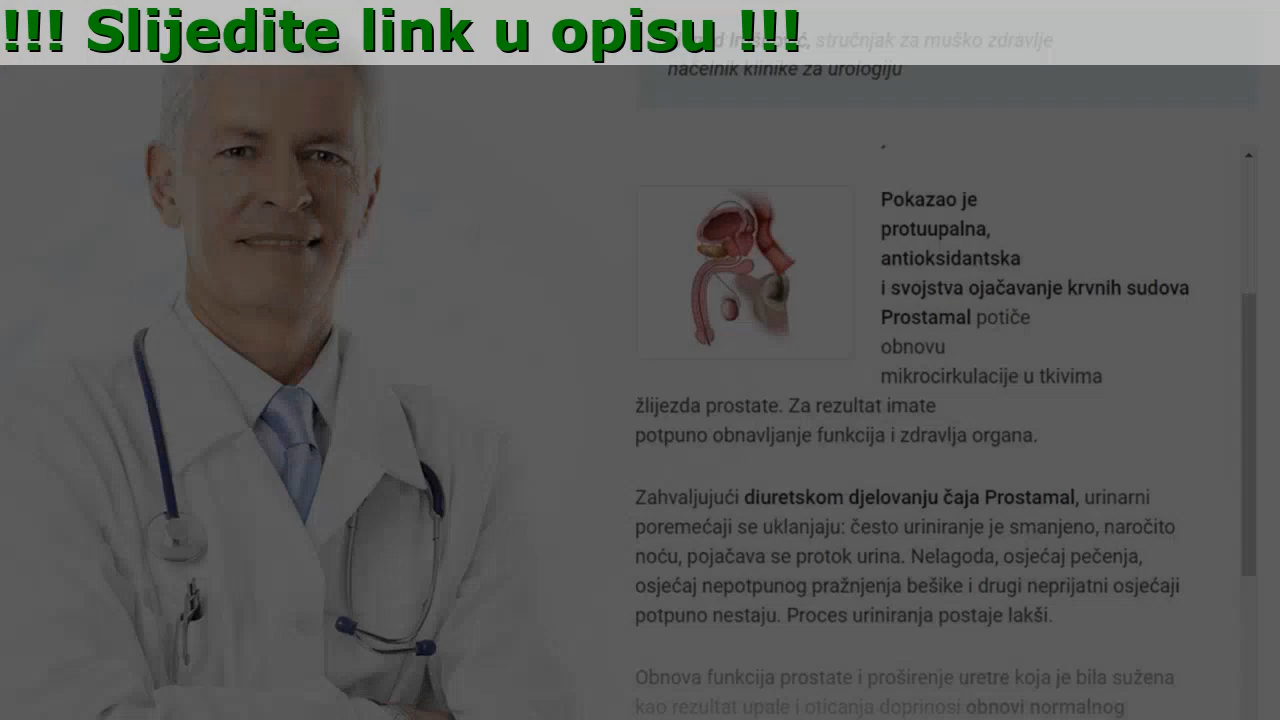 !!! Slijedite link u opisu !!!
stručnjak za muško zdravlje
načelnik klinike za urologiju
Pokazao je
protuupalna,
antioksidantska
i svojstva ojačavanje krvnih sudova
Prostamal potiče
obnovu
mikrocirkulacije u tkivima
žlijezda prostate. Za rezultat imate
potpuno obnavljanje funkcija i zdravlja organa.
Zahvaljujući diuretskom djelovanju čaja Prostamal, urinarni
poremećaji se uklanjaju: često uriniranje je smanjeno, naročito
noću, pojačava se protok urina. Nelagoda, osjećaj pečenja,
osjećaj nepotpunog pražnjenja bešike i drugi neprijatni osjećaji
potpuno nestaju. Proces uriniranja postaje lakši.
Obnova funkcija prostate i proširenje uretre koja je bila sužena
kao rezultat upale i oticanja doprinosi obnovi normalnog